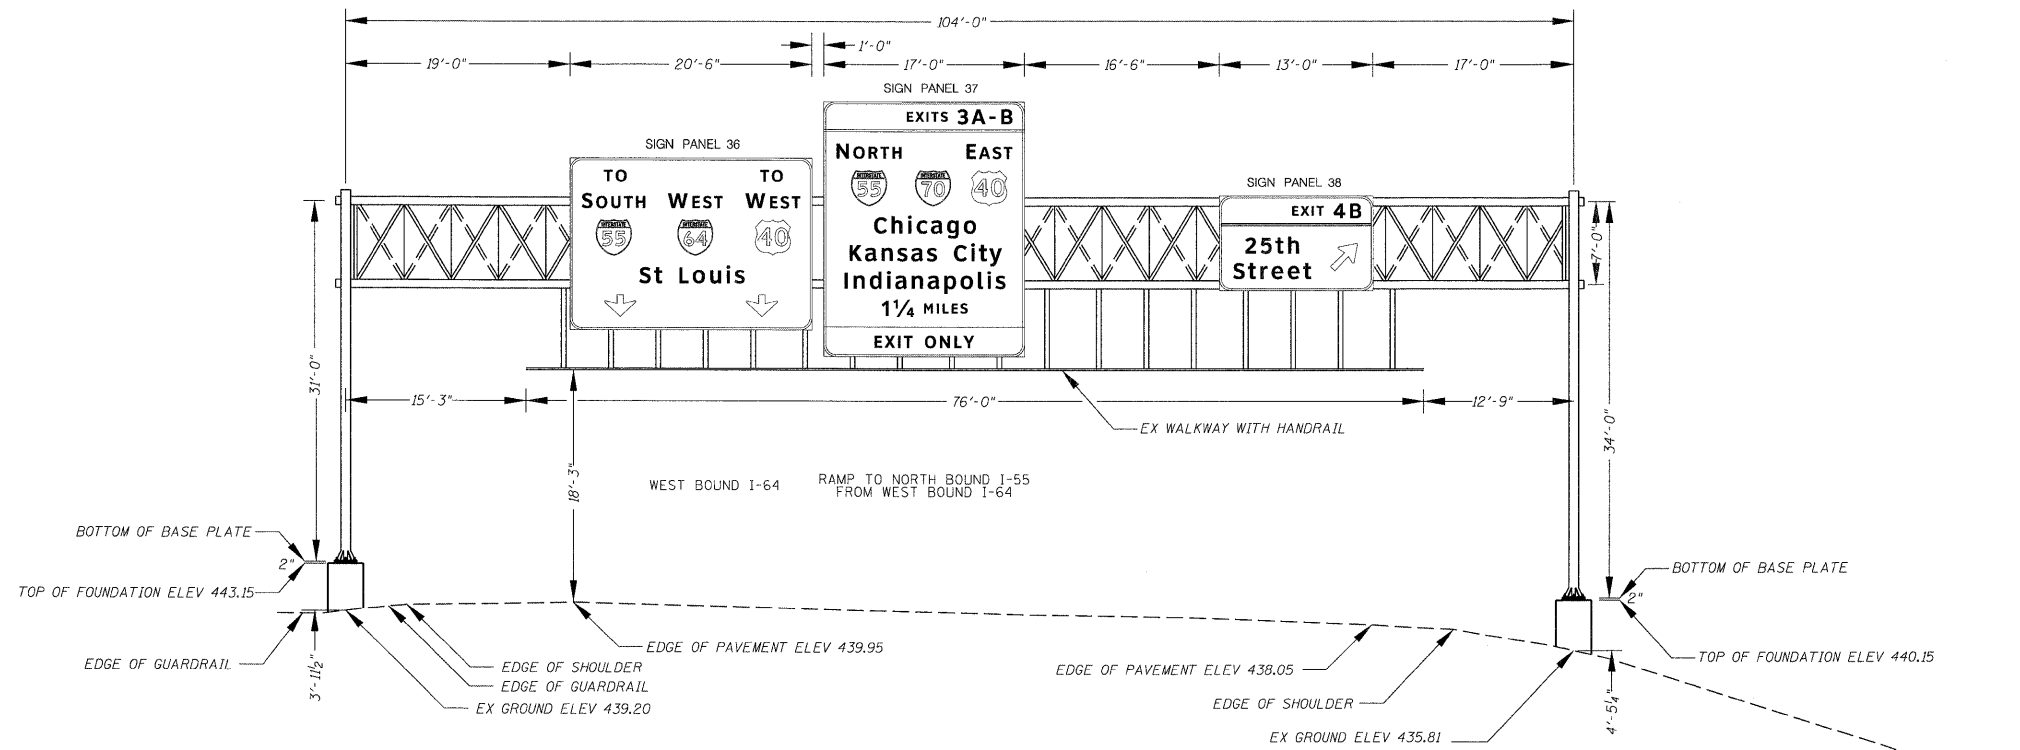 104'-0"
1'-0"
19'-0"
20'-6"
17'-0"
16'-6"
13'-0"
17'-0"
SIGN PANEL 37
EXITS 3A-B
NORTH EAST
INTERSTATE 55
INTERSTATE 70
40
Chicago
Kansas City
Indianapolis
1¼ MILES
EXIT ONLY
SIGN PANEL 36
TO TO
SOUTH WEST WEST
INTERSTATE 55
INTERSTATE 64
40
St Louis
SIGN PANEL 38
EXIT 4B
25th
Street
7'-0"
31'-0"
34'-0"
15'-3"
76'-0"
12'-9"
EX WALKWAY WITH HANDRAIL
18'-3"
WEST BOUND I-64
RAMP TO NORTH BOUND I-55
FROM WEST BOUND I-64
BOTTOM OF BASE PLATE
2"
TOP OF FOUNDATION ELEV 443.15
EDGE OF GUARDRAIL
3'-11½"
EDGE OF SHOULDER
EDGE OF GUARDRAIL
EX GROUND ELEV 439.20
EDGE OF PAVEMENT ELEV 439.95
BOTTOM OF BASE PLATE
2"
TOP OF FOUNDATION ELEV 440.15
EDGE OF PAVEMENT ELEV 438.05
EDGE OF SHOULDER
EX GROUND ELEV 435.81
4'-5¼"